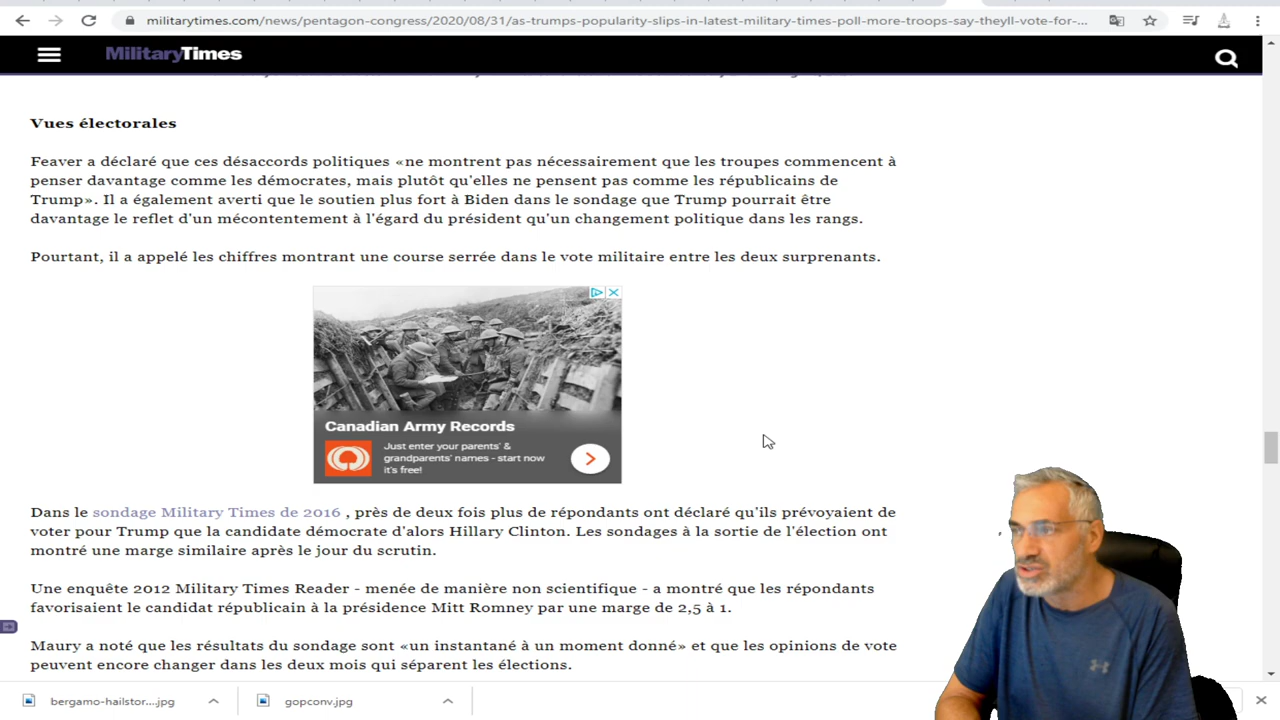 militarytimes.com/news/pentagon-congress/2020/08/31/as-trumps-popularity-slips-in-latest-military-times-poll-more-troops-say-theyll-vote-for-...
MilitaryTimes
Vues électorales
Feaver a déclaré que ces désaccords politiques «ne montrent pas nécessairement que les troupes commencent à
penser davantage comme les démocrates, mais plutôt qu'elles ne pensent pas comme les républicains de
Trump». Il a également averti que le soutien plus fort à Biden dans le sondage que Trump pourrait être
davantage le reflet d'un mécontentement à l'égard du président qu'un changement politique dans les rangs.
Pourtant, il a appelé les chiffres montrant une course serrée dans le vote militaire entre les deux surprenants.
Canadian Army Records
Just enter your parents' &
grandparents' names - start now
it's free!
Dans le sondage Military Times de 2016 , près de deux fois plus de répondants ont déclaré qu'ils prévoyaient de
voter pour Trump que la candidate démocrate d'alors Hillary Clinton. Les sondages à la sortie de l'élection ont
montré une marge similaire après le jour du scrutin.
Une enquête 2012 Military Times Reader - menée de manière non scientifique - a montré que les répondants
favorisaient le candidat républicain à la présidence Mitt Romney par une marge de 2,5 à 1.
Maury a noté que les résultats du sondage sont «un instantané à un moment donné» et que les opinions de vote
peuvent encore changer dans les deux mois qui séparent les élections.
bergamo-hailstor....jpg
gopconv.jpg